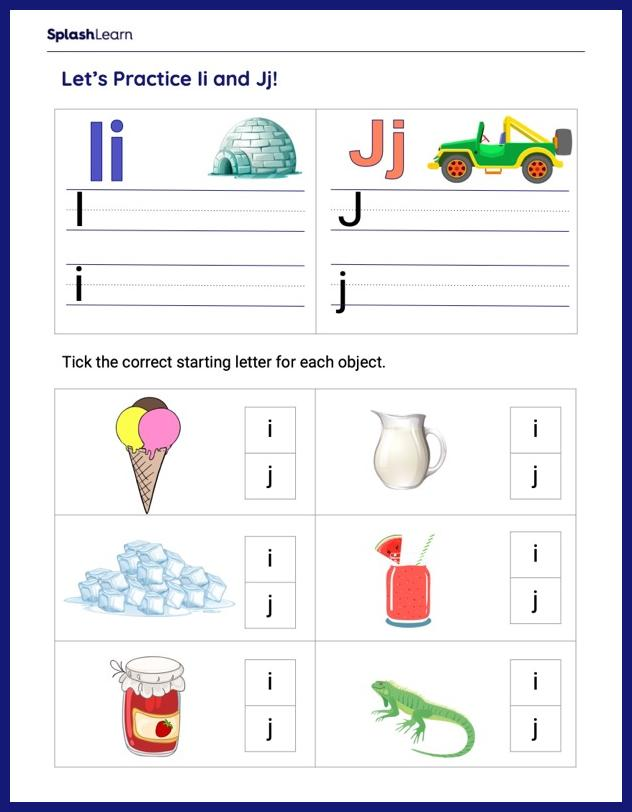 SplashLearn
Let's Practice Ii and Jj!
Ii
Jj
I
J
i
j
Tick the correct starting letter for each object.
i
i
j
j
i
i
j
j
i
i
j
j